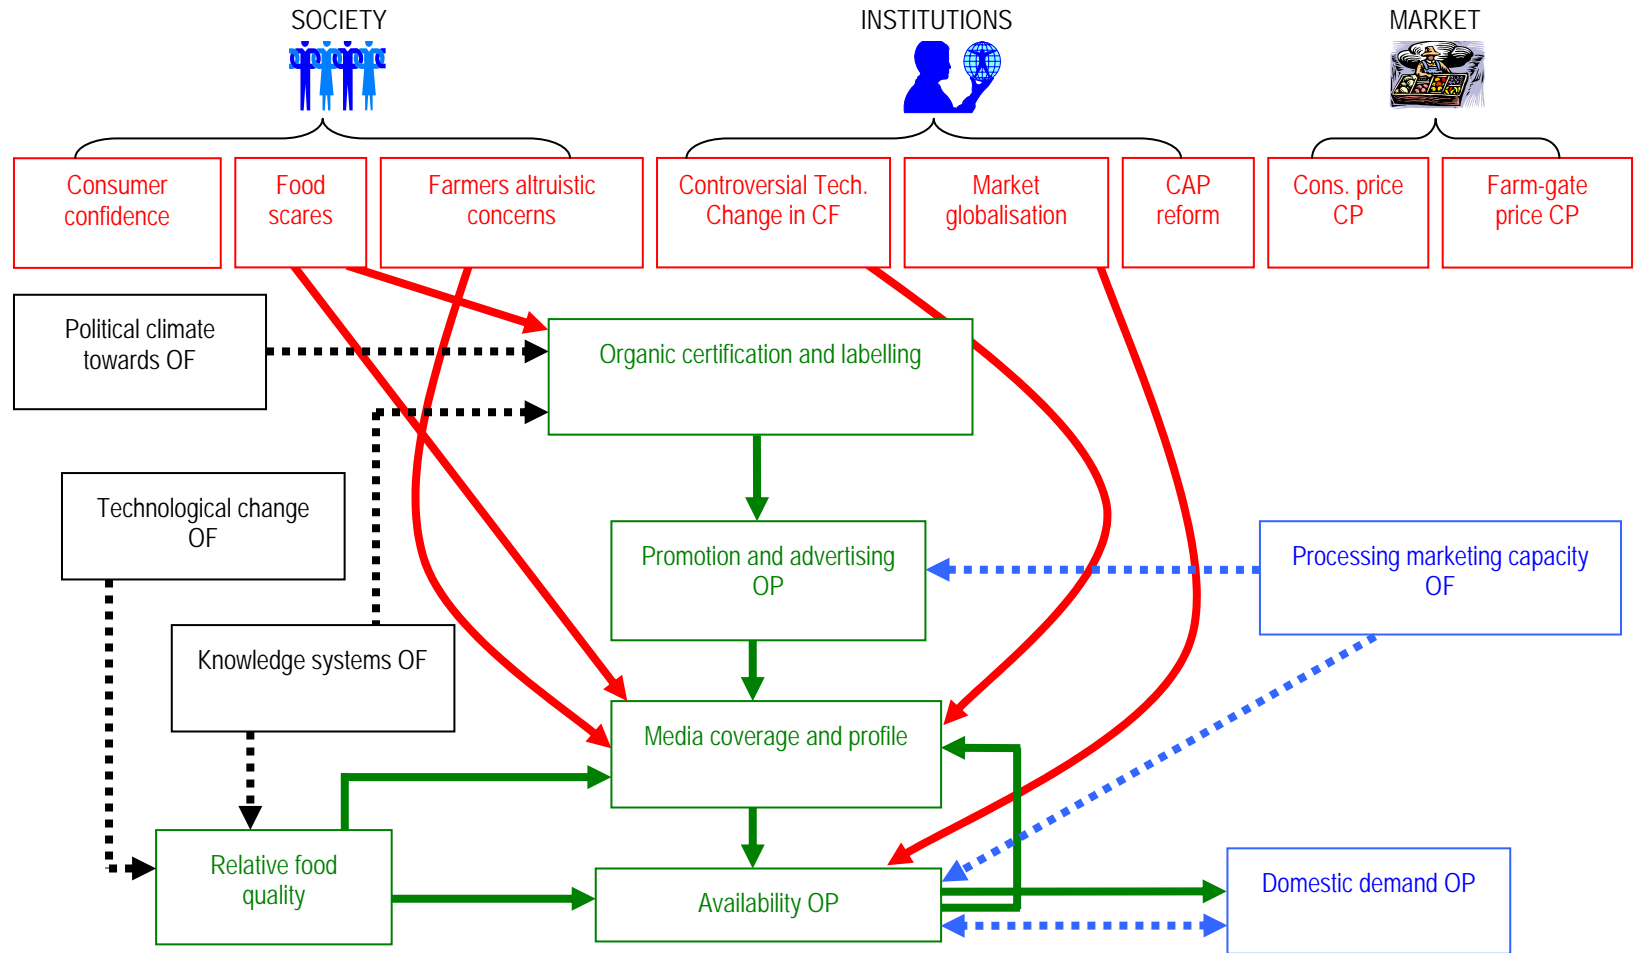 SOCIETY
INSTITUTIONS
MARKET
Consumer
confidence
Food
scares
Farmers altruistic
concerns
Controversial Tech.
Change in CF
Market
globalisation
CAP
reform
Cons. price
CP
Farm-gate
price CP
Political climate
towards OF
Organic certification and labelling
Technological change
OF
Promotion and advertising
OP
Processing marketing capacity
OF
Knowledge systems OF
Media coverage and profile
Relative food
quality
Availability OP
Domestic demand OP